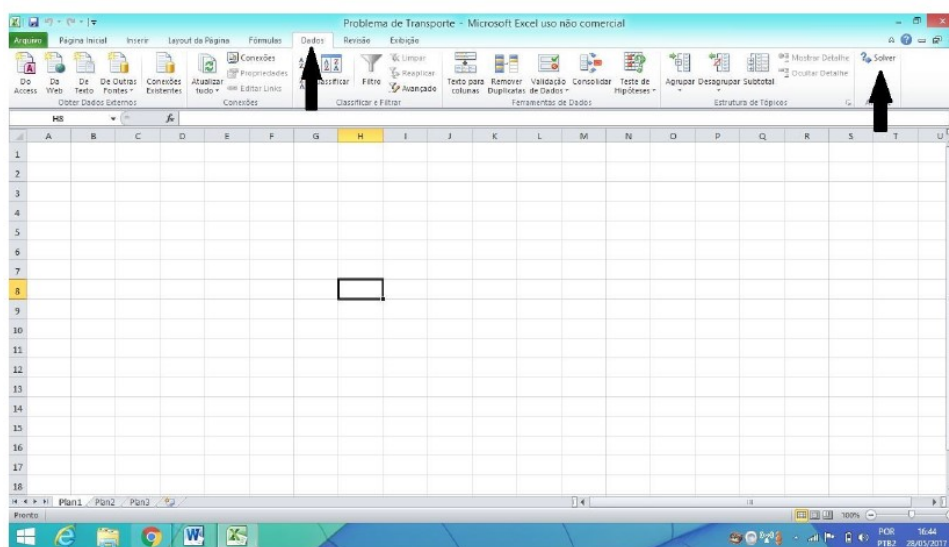 Problema de Transporte - Microsoft Excel uso não comercial
Arquivo Página Inicial Inserir Layout da Página Fórmulas Dados Revisão Exibição
Do Access
Da Web
De Texto
De Outras Fontes
Conexões Existentes
Obter Dados Externos
Atualizar tudo
Conexões
Propriedades
Editar Links
Conexões
Classificar
Filtro
Limpar
Reaplicar
Avançado
Classificar e Filtrar
Texto para colunas
Remover Duplicatas
Validação de Dados
Consolidar
Teste de Hipóteses
Ferramentas de Dados
Agrupar
Desagrupar
Subtotal
Mostrar Detalhe
Ocultar Detalhe
Estrutura de Tópicos
Solver
H8 fx
A B C D E F G H I J K L M N O P Q R S T U
1
2
3
4
5
6
7
8
9
10
11
12
13
14
15
16
17
18
Plan1 Plan2 Plan3
Pronto 100%
POR 16:44
PTB2 28/05/2017